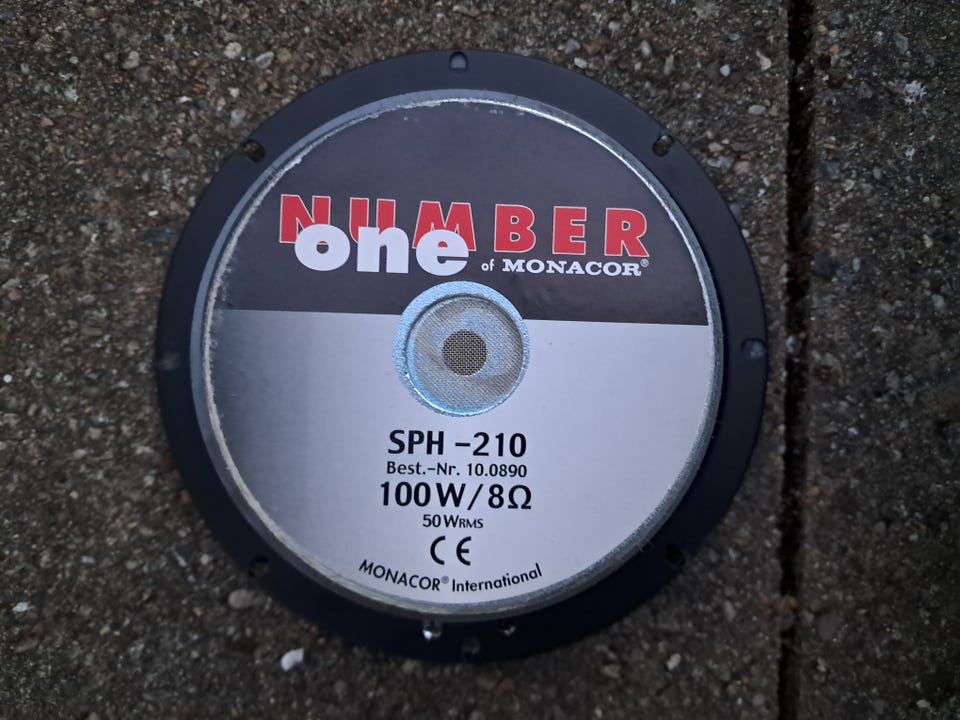 NUMBER
one of MONACOR®
SPH -210
Best.-Nr. 10.0890
100W/8Ω
50WRMS
CE
MONACOR® International